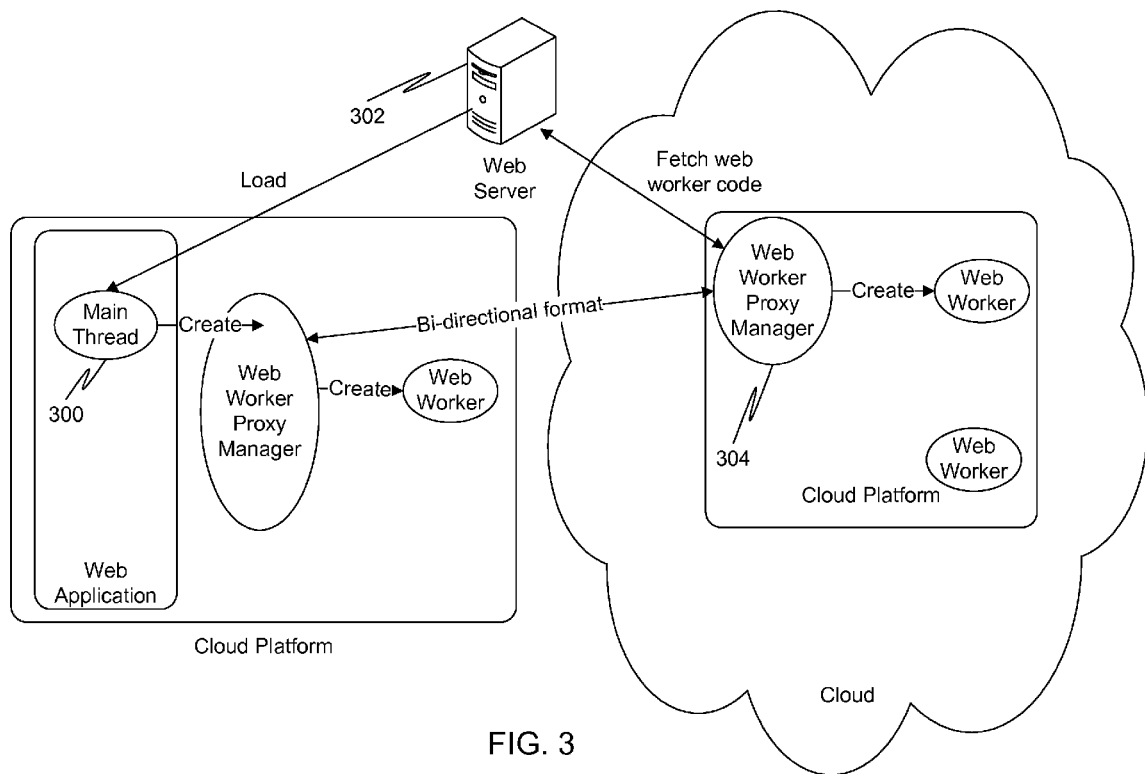 302
Web
Server
Load
Fetch web
worker code
Main
Thread
Create
300
Web
Worker
Proxy
Manager
Create
Web
Worker
Web
Application
Cloud Platform
Bi-directional format
Web
Worker
Proxy
Manager
Create
Web
Worker
304
Web
Worker
Cloud Platform
Cloud
FIG. 3